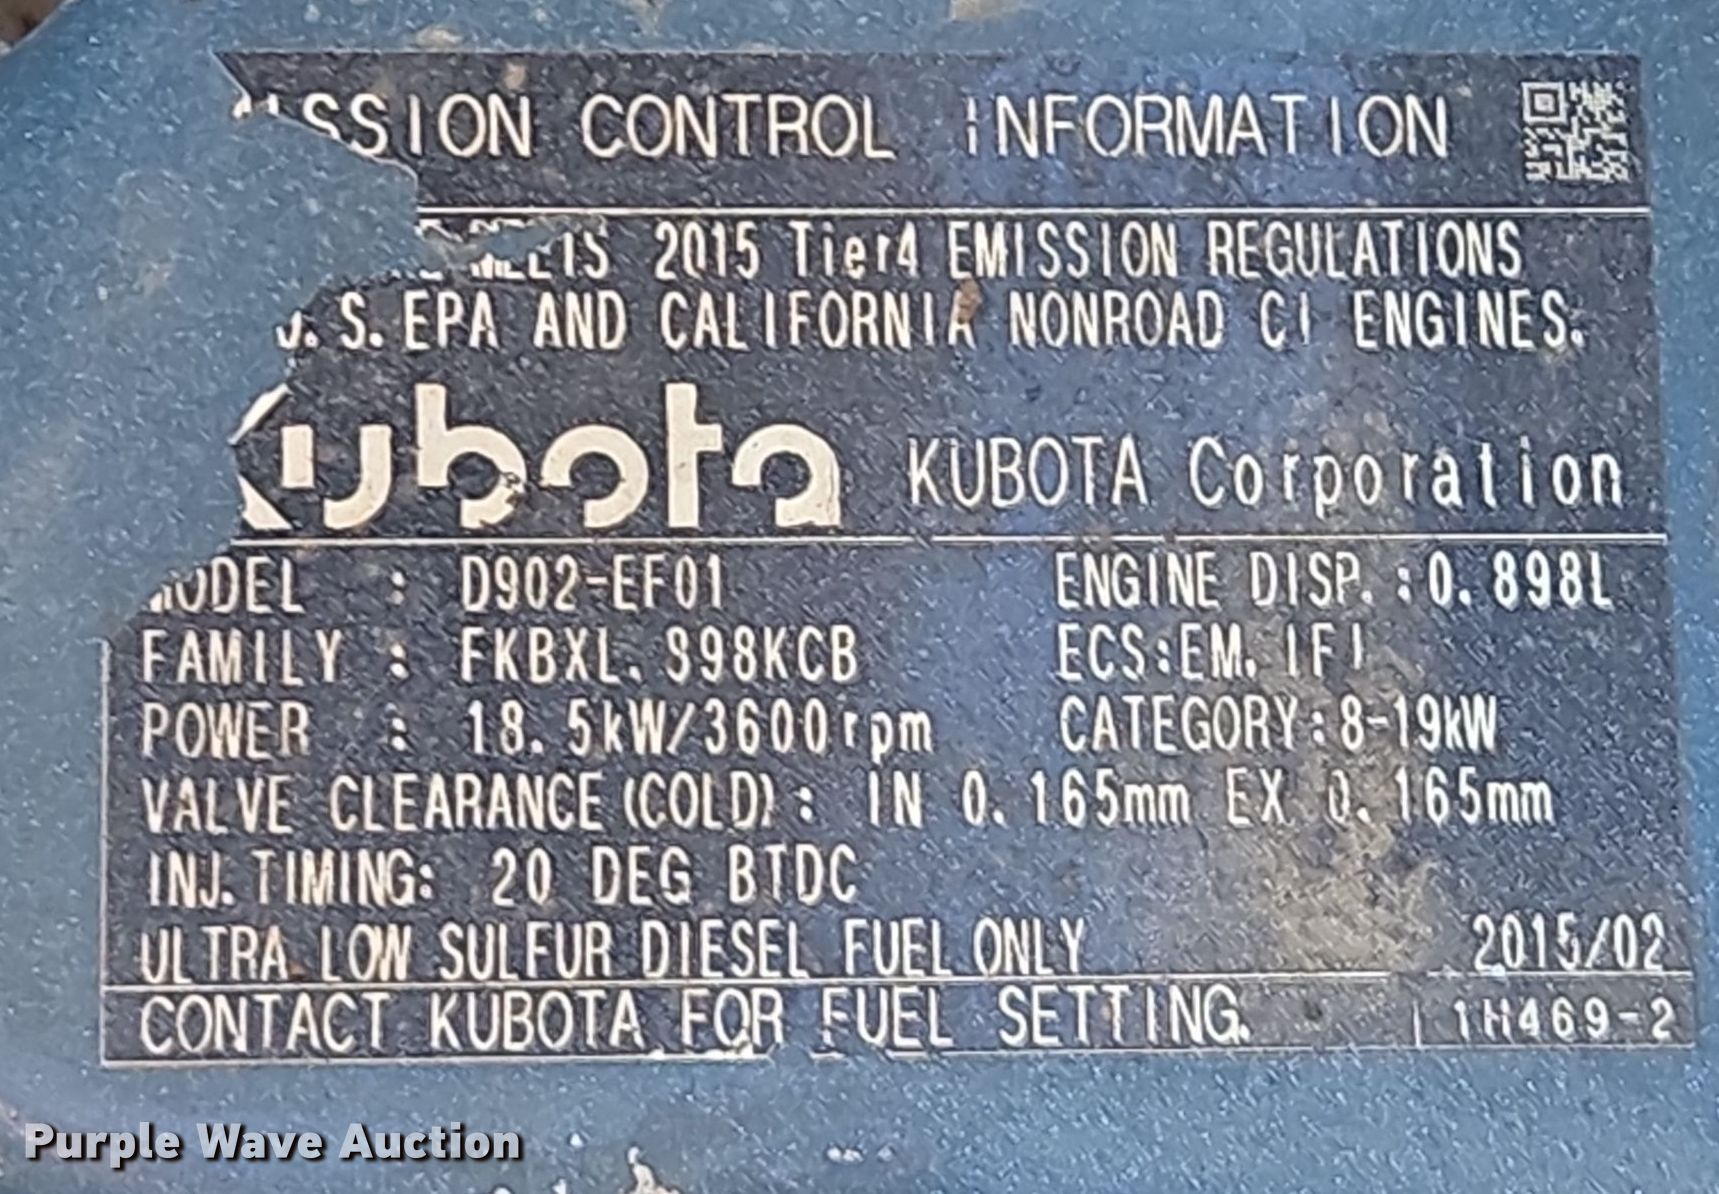 SSION CONTROL INFORMATION
2015 Tier4 EMISSION REGULATIONS
S. EPA AND CALIFORNIA NONROAD CI ENGINES.
Kubota KUBOTA Corporation
MODEL : D902-EF01 ENGINE DISP. :0. 898L
FAMILY : FKBXL. 898KCB ECS:EM, IFI
POWER : 18. 5kW/3600rpm CATEGORY:8-19kW
VALVE CLEARANCE (COLD) : IN 0. 165mm EX 0. 165mm
INJ. TIMING: 20 DEG BTDC
ULTRA LOW SULFUR DIESEL FUEL ONLY 2015/02
CONTACT KUBOTA FOR FUEL SETTING. 1H469-2
Purple Wave Auction